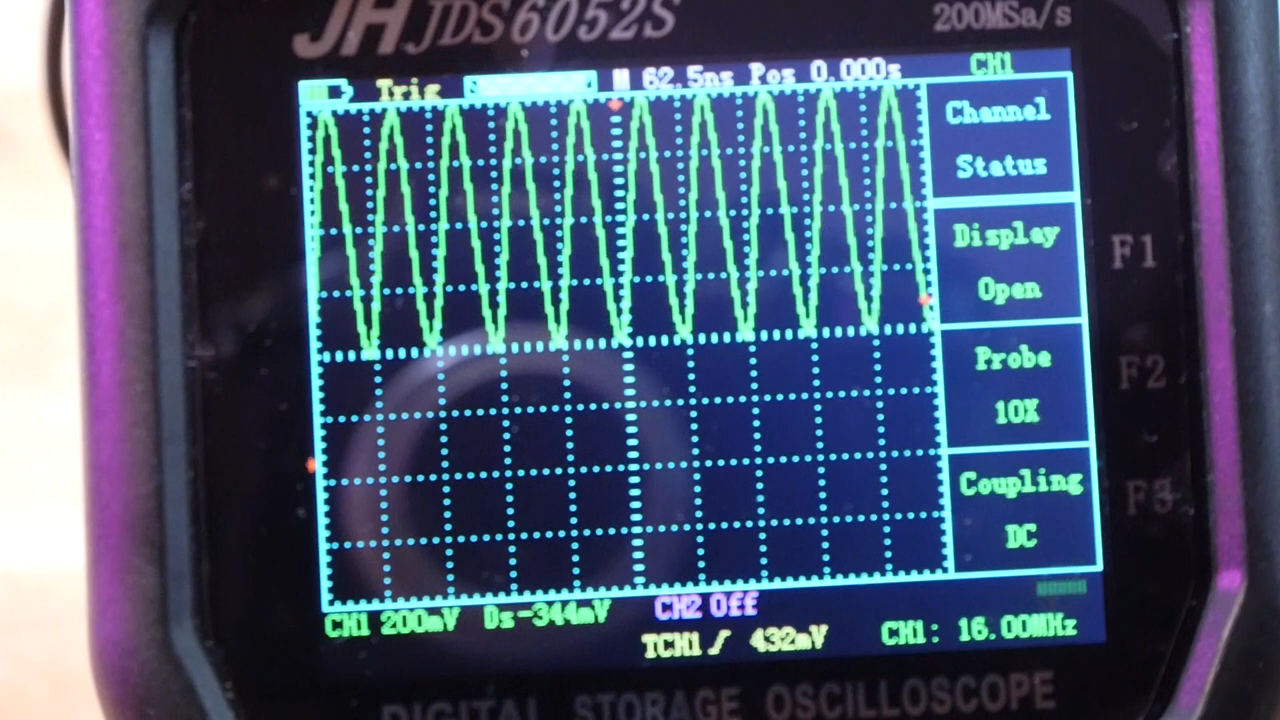 JH JDS6052S 200MSa/s
Trig M 62.5ns Pos 0.000s CH1
Channel
Status
Display
Open
F1
Probe
10X
F2
Coupling
DC
F3
CH1 200mV Ds-344mV CH2 Off
TCH1 432mV CH1: 16.00MHz
DIGITAL STORAGE OSCILLOSCOPE